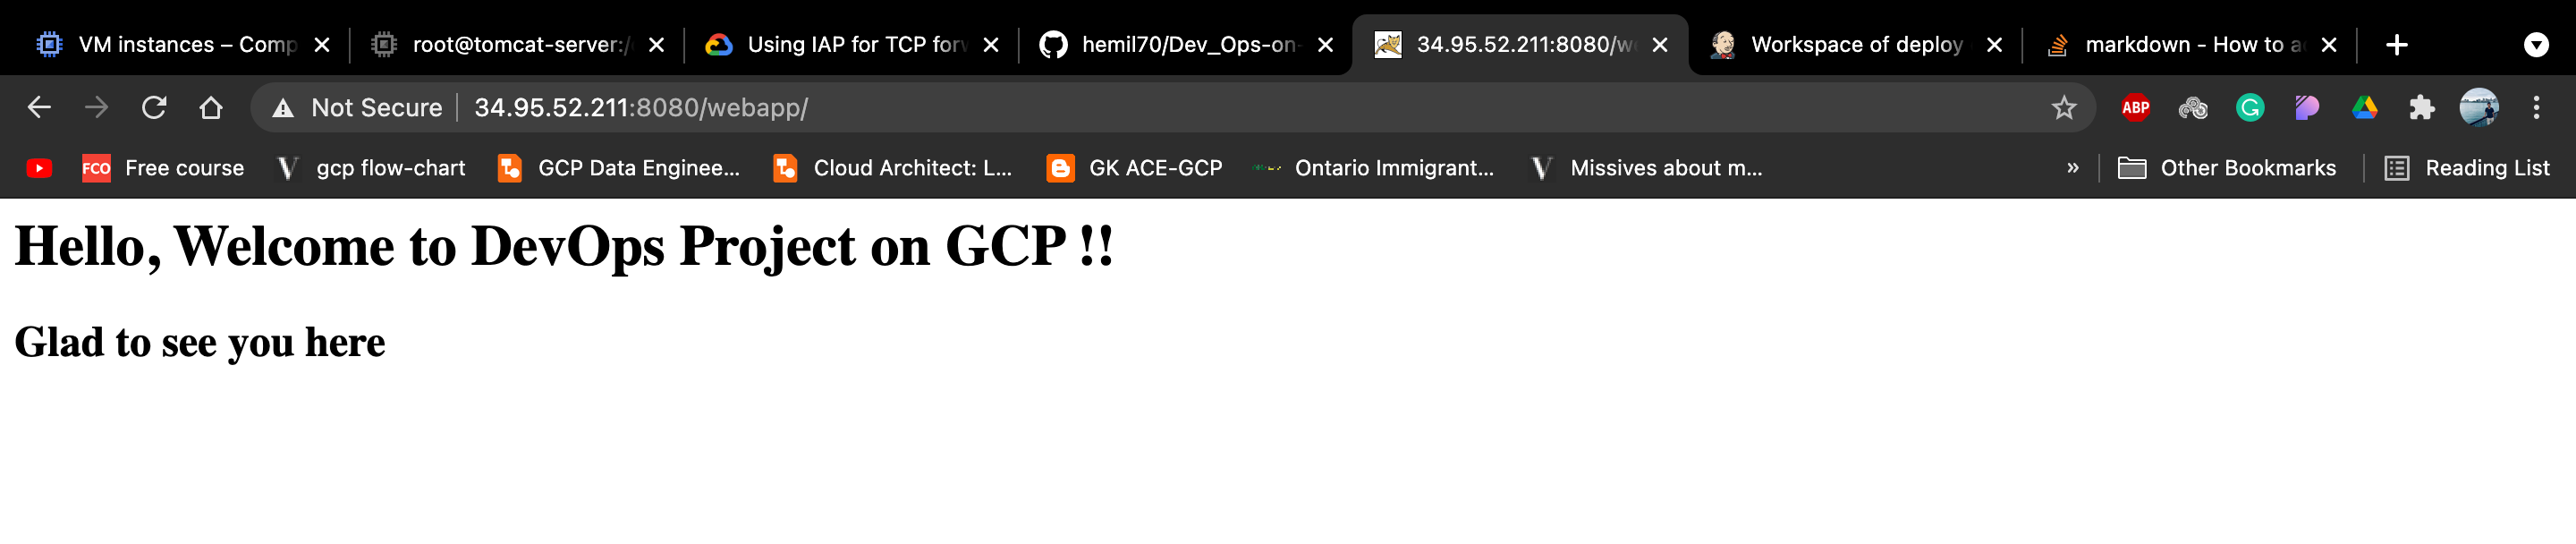 VM instances – Comp
root@tomcat-server:/
Using IAP for TCP forw
hemil70/Dev_Ops-on-
34.95.52.211:8080/we
Workspace of deploy
markdown - How to a
Not Secure 34.95.52.211:8080/webapp/
ABP
FCO Free course
gcp flow-chart
GCP Data Enginee...
Cloud Architect: L...
GK ACE-GCP
Ontario Immigrant...
Missives about m...
» Other Bookmarks
Reading List
Hello, Welcome to DevOps Project on GCP !!
Glad to see you here